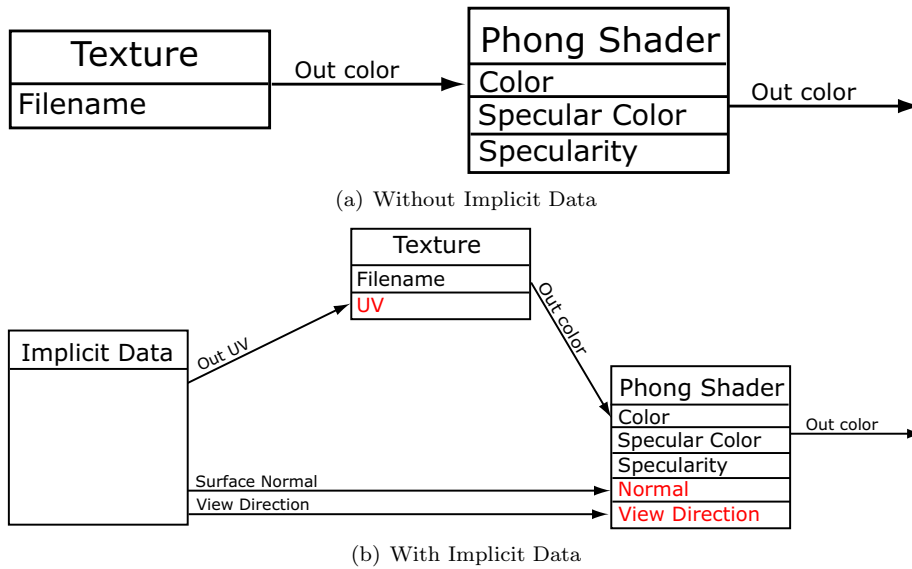 Texture
Filename
Out color
Phong Shader
Color
Specular Color
Specularity
Out color
(a) Without Implicit Data
Texture
Filename
UV
Out UV
Out color
Implicit Data
Surface Normal
View Direction
Phong Shader
Color
Specular Color
Specularity
Normal
View Direction
Out color
(b) With Implicit Data